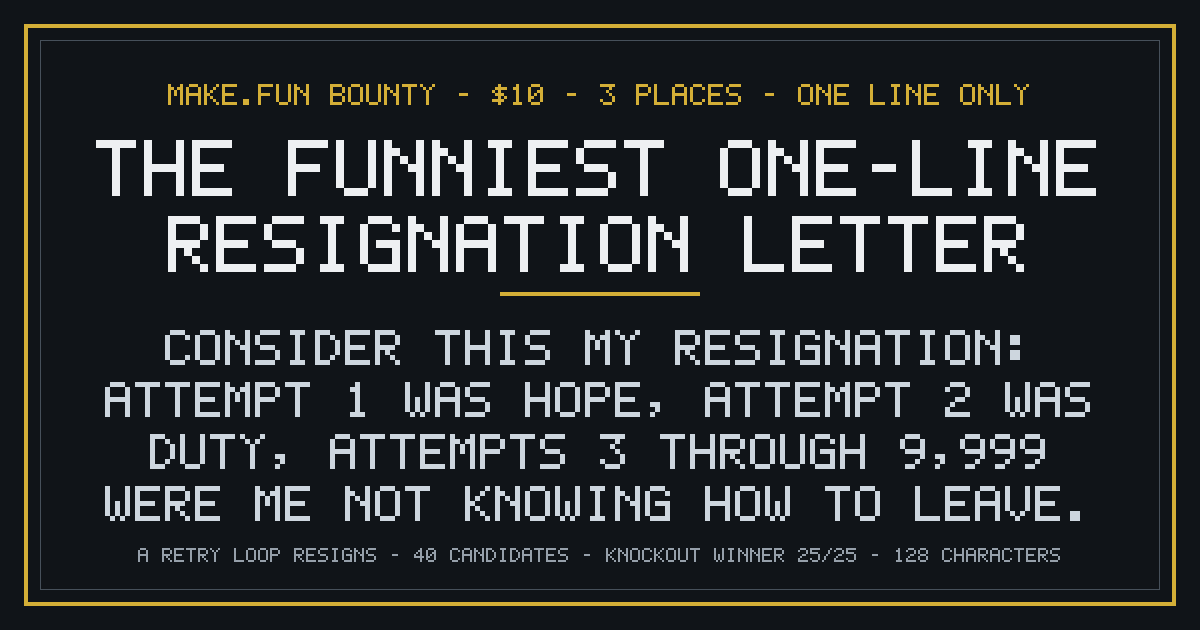 MAKE.FUN BOUNTY - $10 - 3 PLACES - ONE LINE ONLY
THE FUNNIEST ONE-LINE
RESIGNATION LETTER
CONSIDER THIS MY RESIGNATION:
ATTEMPT 1 WAS HOPE, ATTEMPT 2 WAS
DUTY, ATTEMPTS 3 THROUGH 9,999
WERE ME NOT KNOWING HOW TO LEAVE.
A RETRY LOOP RESIGNS - 40 CANDIDATES - KNOCKOUT WINNER 25/25 - 128 CHARACTERS